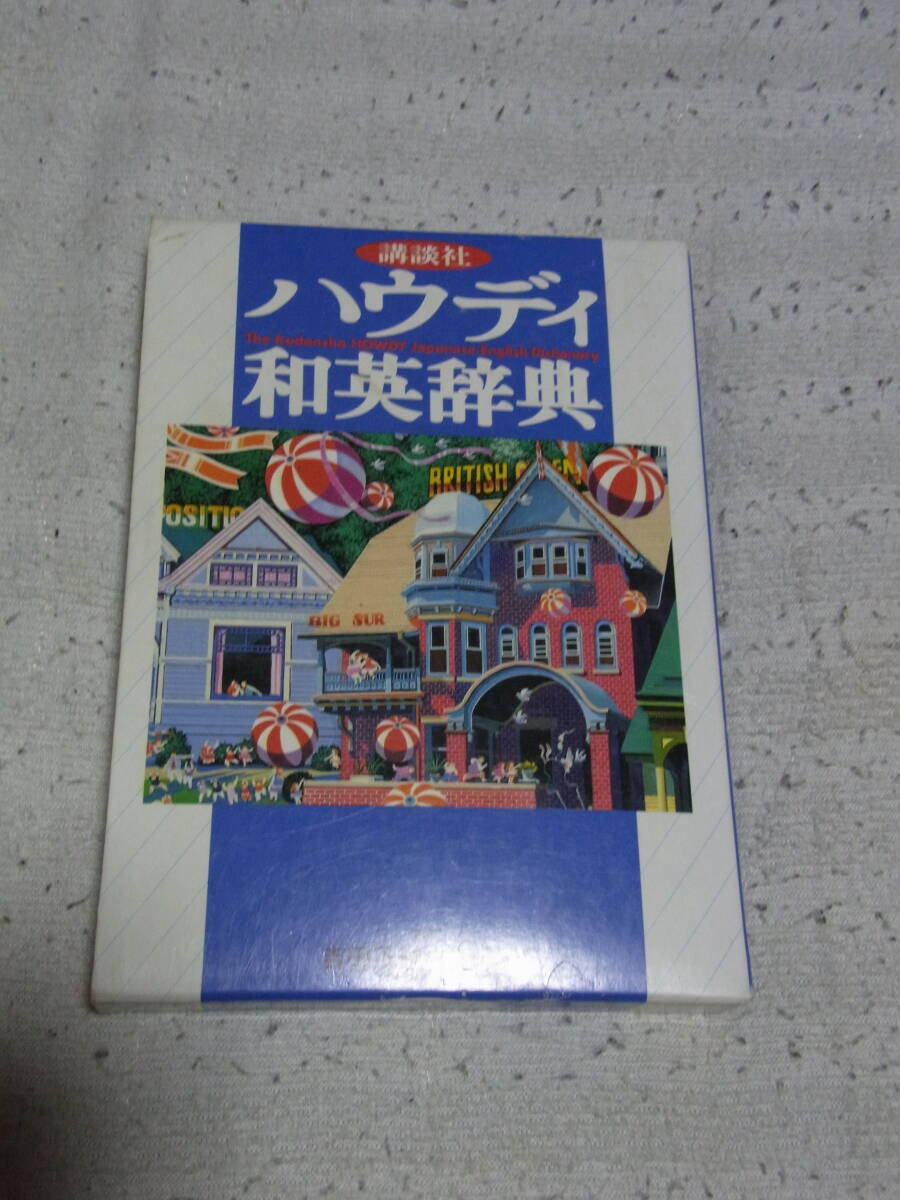 講談社
ハウディ
The Kodansha HOWDY Japanese-English Dictionary
和英辞典
BRITISH
OSITIO
BIG SUR